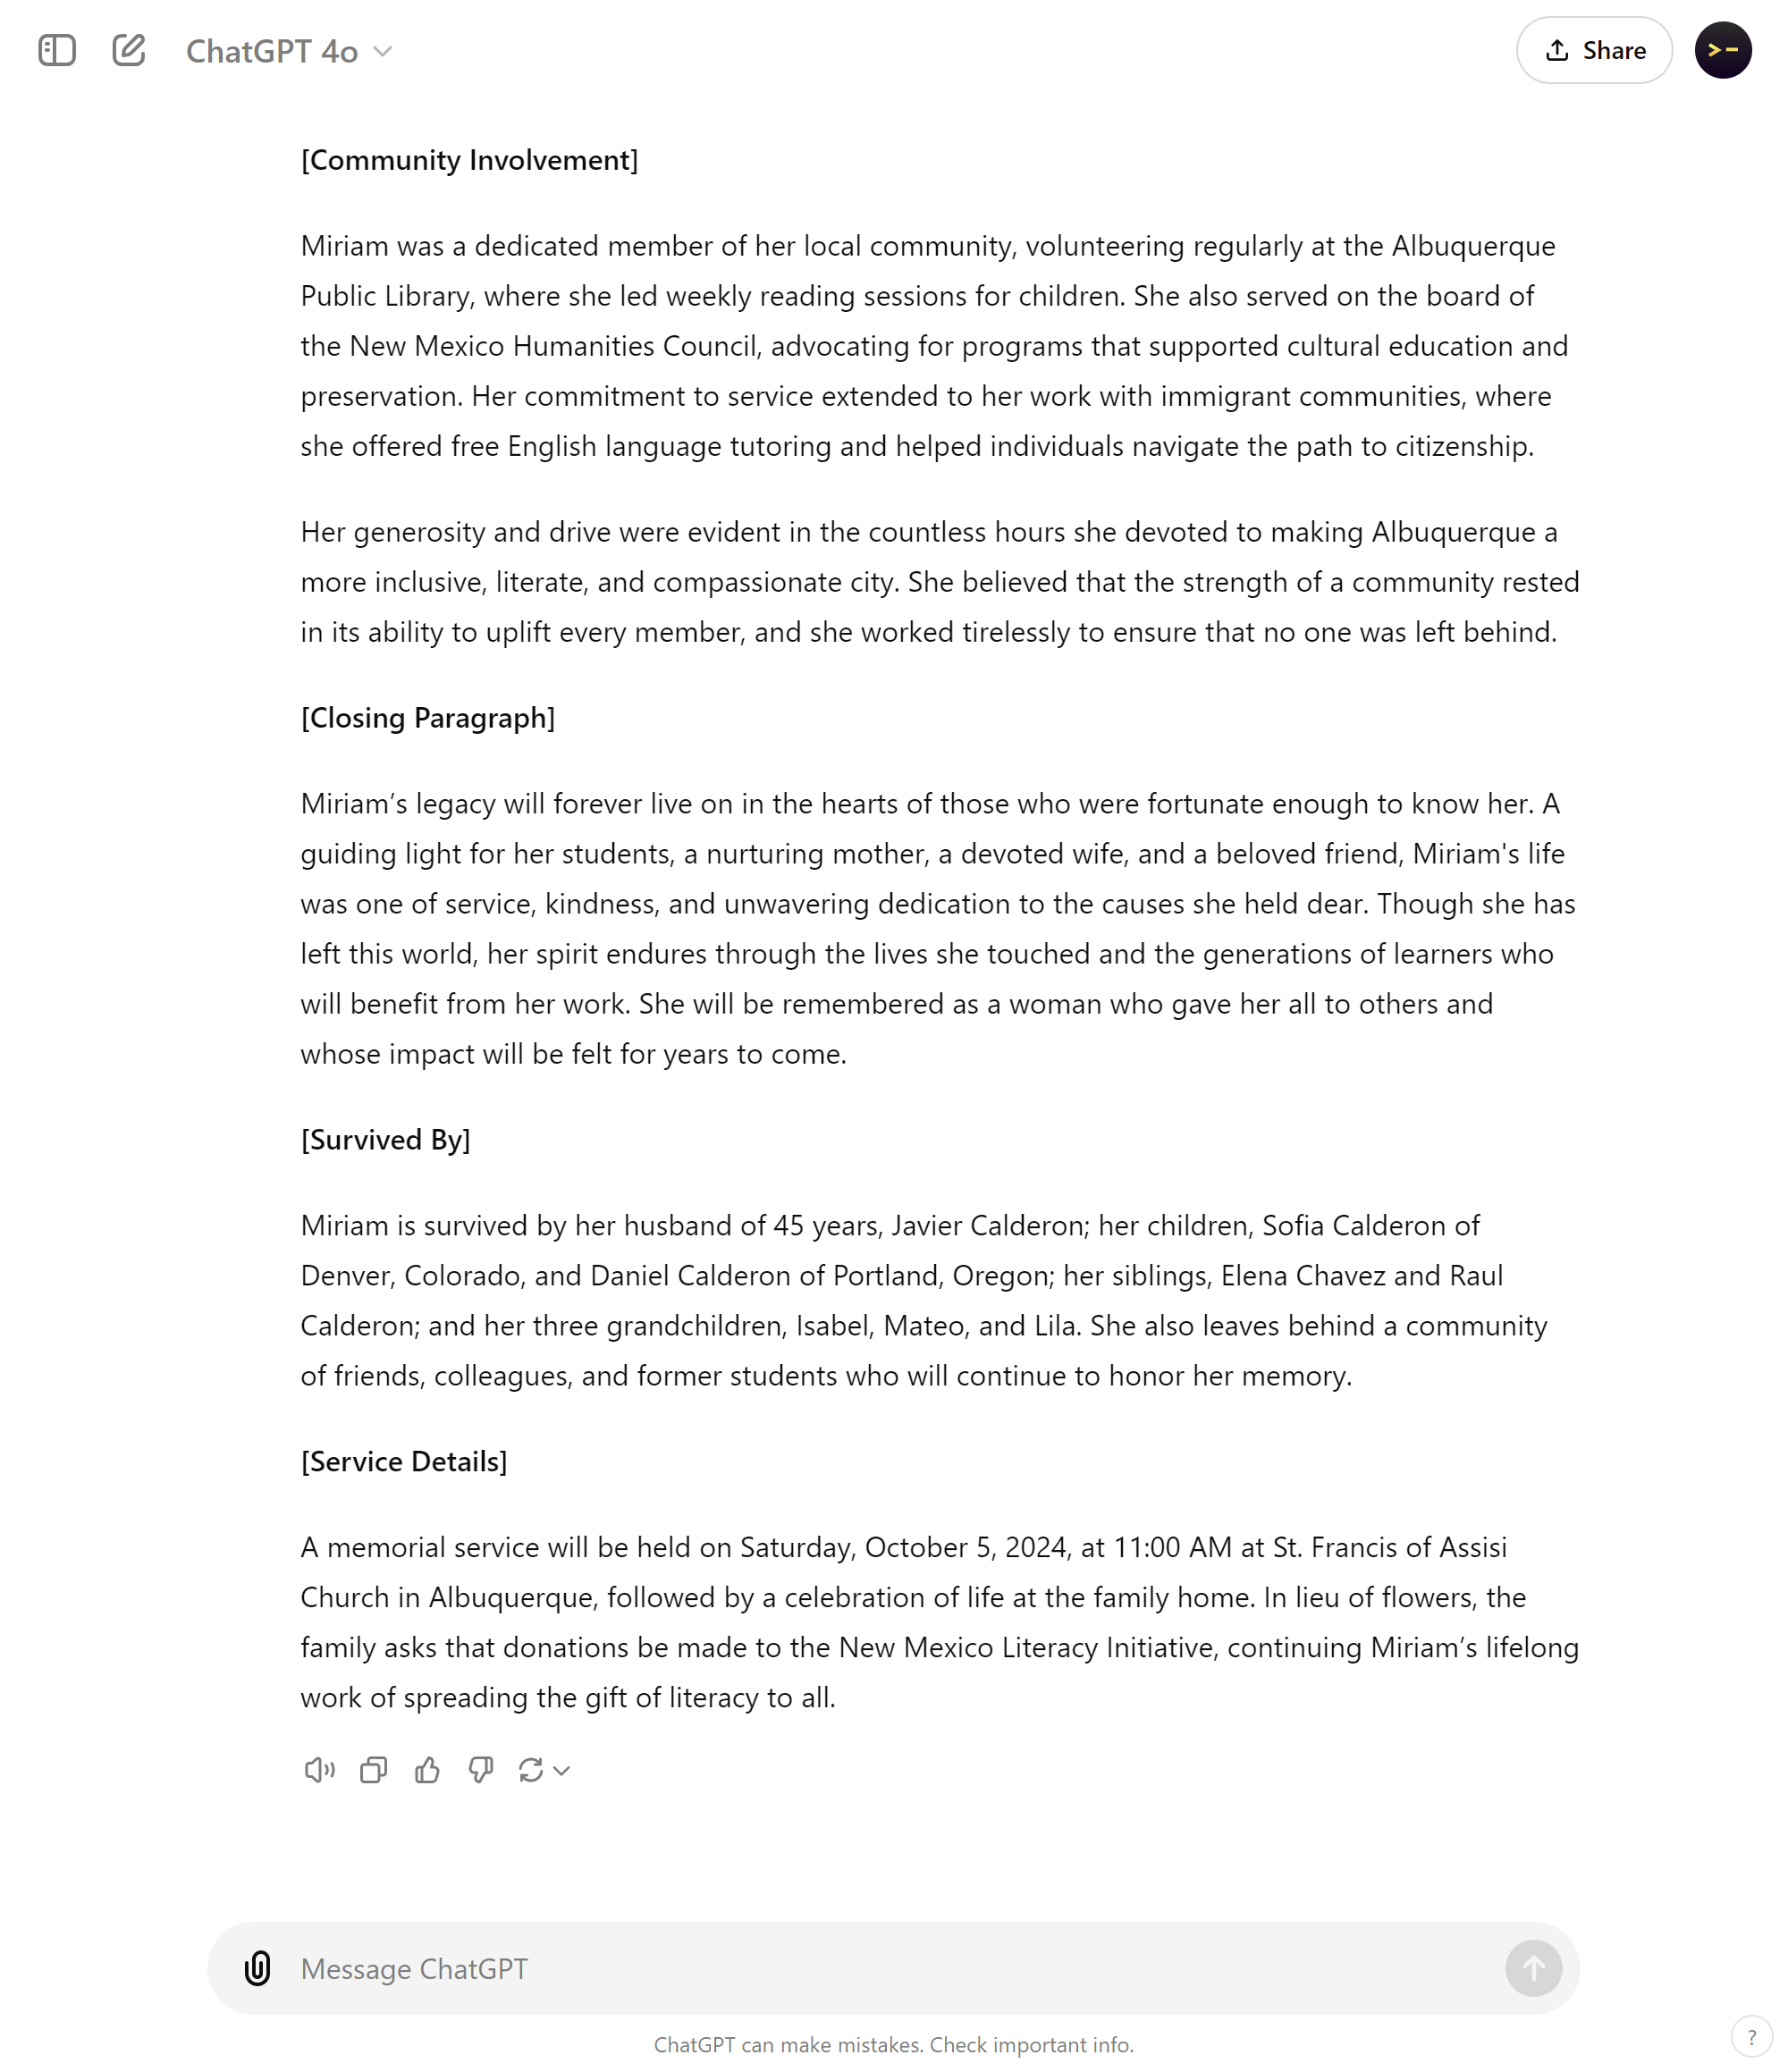 ChatGPT 4o
Share
[Community Involvement]
Miriam was a dedicated member of her local community, volunteering regularly at the Albuquerque
Public Library, where she led weekly reading sessions for children. She also served on the board of
the New Mexico Humanities Council, advocating for programs that supported cultural education and
preservation. Her commitment to service extended to her work with immigrant communities, where
she offered free English language tutoring and helped individuals navigate the path to citizenship.
Her generosity and drive were evident in the countless hours she devoted to making Albuquerque a
more inclusive, literate, and compassionate city. She believed that the strength of a community rested
in its ability to uplift every member, and she worked tirelessly to ensure that no one was left behind.
[Closing Paragraph]
Miriam’s legacy will forever live on in the hearts of those who were fortunate enough to know her. A
guiding light for her students, a nurturing mother, a devoted wife, and a beloved friend, Miriam's life
was one of service, kindness, and unwavering dedication to the causes she held dear. Though she has
left this world, her spirit endures through the lives she touched and the generations of learners who
will benefit from her work. She will be remembered as a woman who gave her all to others and
whose impact will be felt for years to come.
[Survived By]
Miriam is survived by her husband of 45 years, Javier Calderon; her children, Sofia Calderon of
Denver, Colorado, and Daniel Calderon of Portland, Oregon; her siblings, Elena Chavez and Raul
Calderon; and her three grandchildren, Isabel, Mateo, and Lila. She also leaves behind a community
of friends, colleagues, and former students who will continue to honor her memory.
[Service Details]
A memorial service will be held on Saturday, October 5, 2024, at 11:00 AM at St. Francis of Assisi
Church in Albuquerque, followed by a celebration of life at the family home. In lieu of flowers, the
family asks that donations be made to the New Mexico Literacy Initiative, continuing Miriam’s lifelong
work of spreading the gift of literacy to all.
Message ChatGPT
ChatGPT can make mistakes. Check important info.
?